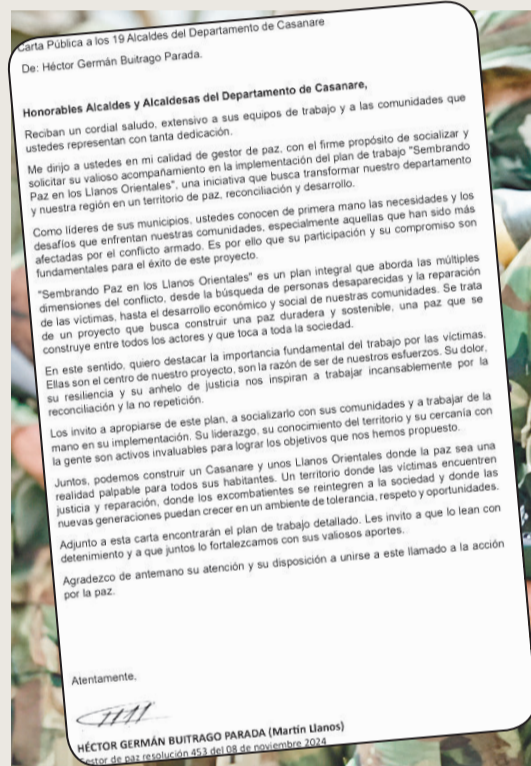 Carta Pública a los 19 Alcaldes del Departamento de Casanare
De: Héctor Germán Buitrago Parada.
Honorables Alcaldes y Alcaldesas del Departamento de Casanare,
Reciban un cordial saludo, extensivo a sus equipos de trabajo y a las comunidades que
ustedes representan con tanta dedicación.
Me dirijo a ustedes en mi calidad de gestor de paz, con el firme propósito de socializar y
solicitar su valioso acompañamiento en la implementación del plan de trabajo "Sembrando
Paz en los Llanos Orientales", una iniciativa que busca transformar nuestro departamento
y nuestra región en un territorio de paz, reconciliación y desarrollo.
Como líderes de sus municipios, ustedes conocen de primera mano las necesidades y los
desafíos que enfrentan nuestras comunidades, especialmente aquellas que han sido más
afectadas por el conflicto armado. Es por ello que su participación y su compromiso son
fundamentales para el éxito de este proyecto.
"Sembrando Paz en los Llanos Orientales" es un plan integral que aborda las múltiples
dimensiones del conflicto, desde la búsqueda de personas desaparecidas y la reparación
de las víctimas, hasta el desarrollo económico y social de nuestras comunidades. Se trata
de un proyecto que busca construir una paz duradera y sostenible, una paz que se
construye entre todos los actores y que toca a toda la sociedad.
En este sentido, quiero destacar la importancia fundamental del trabajo por las víctimas.
Ellas son el centro de nuestro proyecto, son la razón de ser de nuestros esfuerzos. Su dolor,
su resiliencia y su anhelo de justicia nos inspiran a trabajar incansablemente por la
reconciliación y la no repetición.
Los invito a apropiarse de este plan, a socializarlo con sus comunidades y a trabajar de la
mano en su implementación. Su liderazgo, su conocimiento del territorio y su cercanía con
la gente son activos invaluables para lograr los objetivos que nos hemos propuesto.
Juntos, podemos construir un Casanare y unos Llanos Orientales donde la paz sea una
realidad palpable para todos sus habitantes. Un territorio donde las víctimas encuentren
justicia y reparación, donde los excombatientes se reintegren a la sociedad y donde las
nuevas generaciones puedan crecer en un ambiente de tolerancia, respeto y oportunidades.
Adjunto a esta carta encontrarán el plan de trabajo detallado. Les invito a que lo lean con
detenimiento y a que juntos lo fortalezcamos con sus valiosos aportes.
Agradezco de antemano su atención y su disposición a unirse a este llamado a la acción
por la paz.
Atentamente,
HÉCTOR GERMÁN BUITRAGO PARADA (Martín Llanos)
Gestor de paz resolución 453 del 08 de noviembre 2024